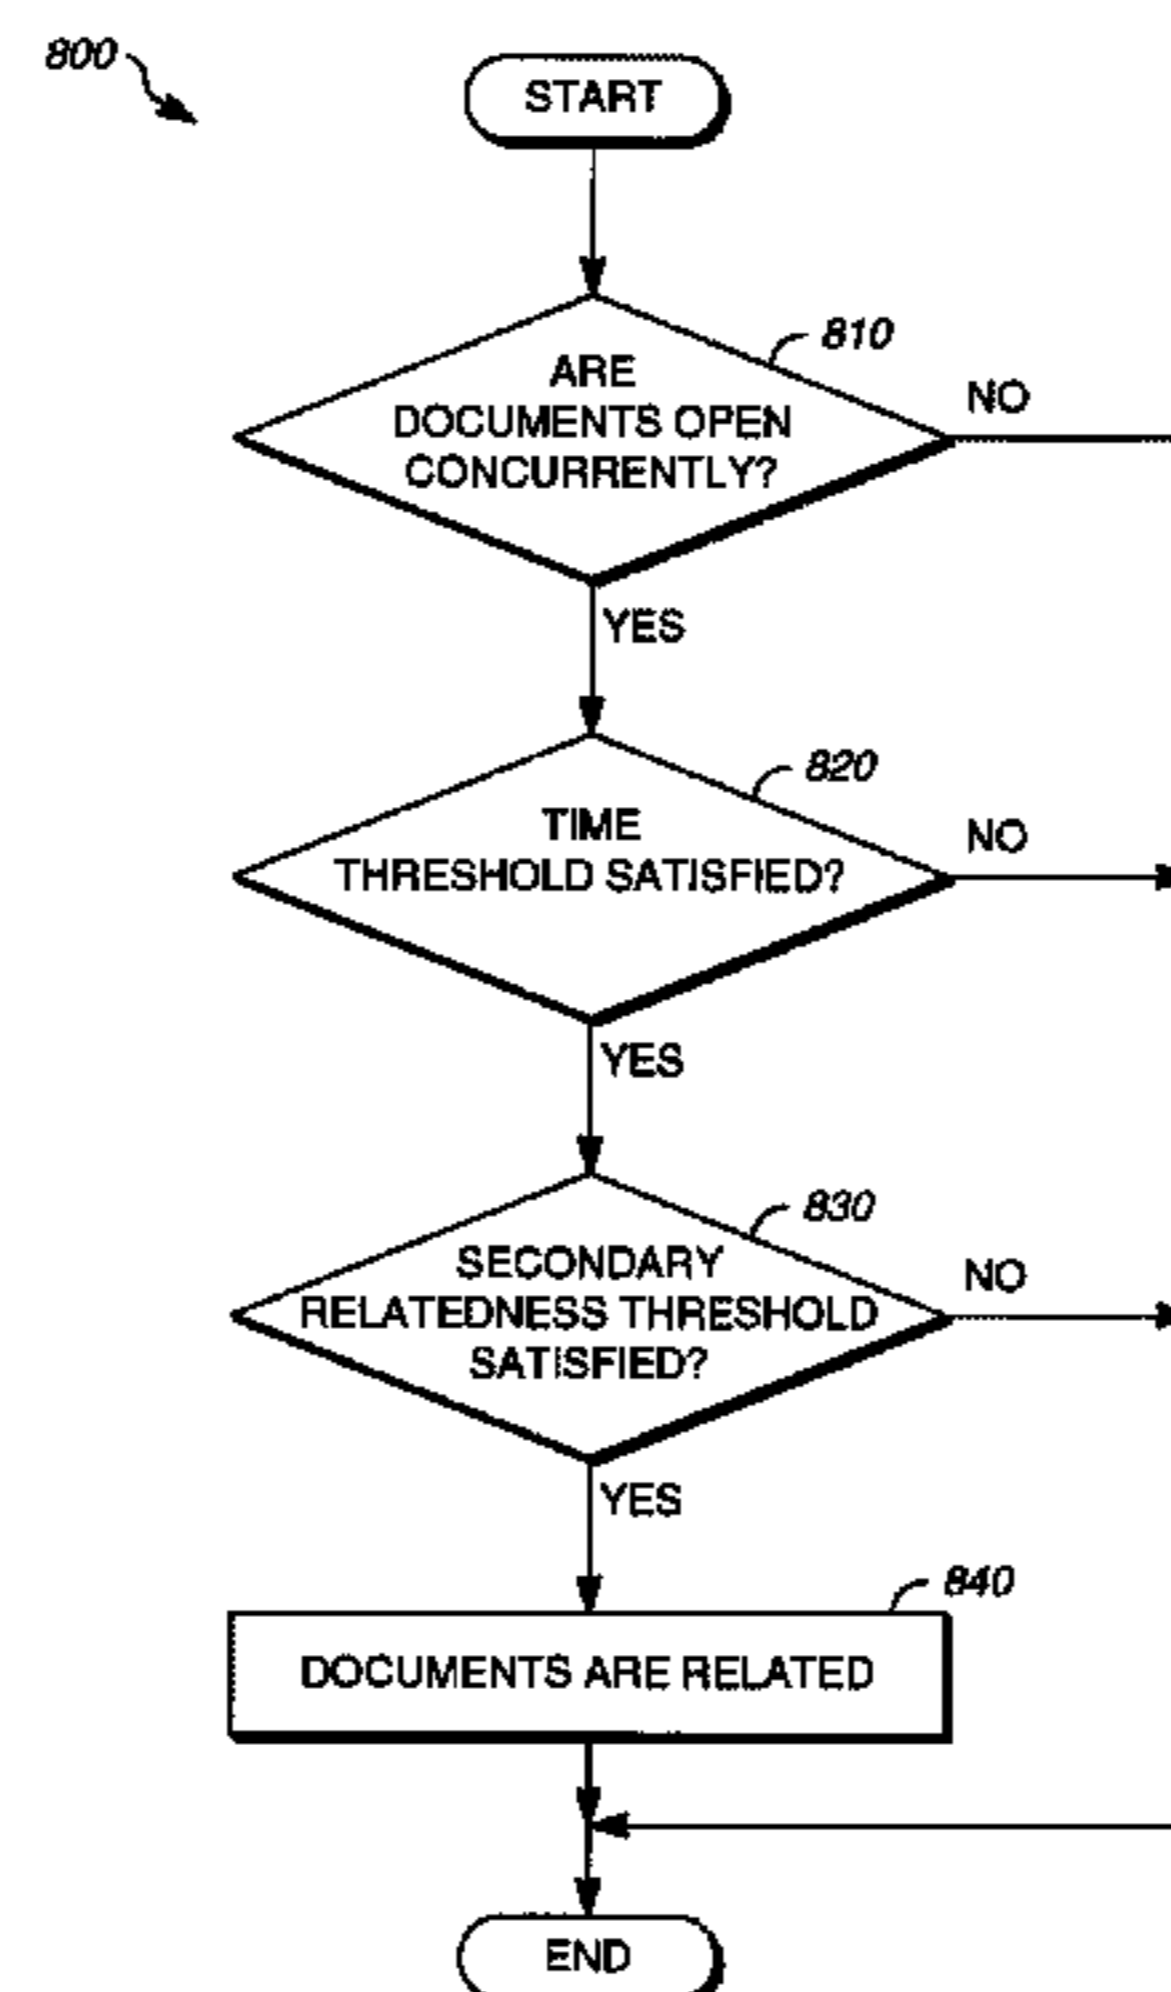 800
START
810
ARE
DOCUMENTS OPEN
CONCURRENTLY?
NO
YES
820
TIME
THRESHOLD SATISFIED?
NO
YES
830
SECONDARY
RELATEDNESS THRESHOLD
SATISFIED?
NO
YES
840
DOCUMENTS ARE RELATED
END